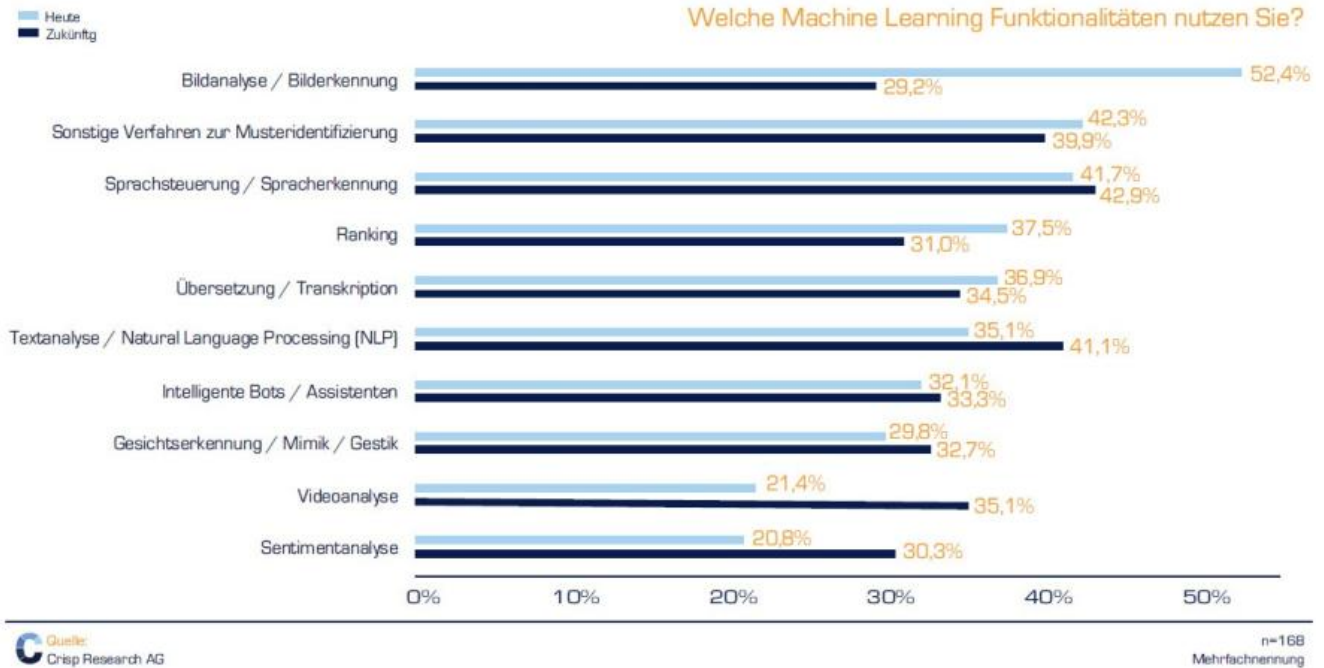 Heute
Zukünftg
Welche Machine Learning Funktionalitäten nutzen Sie?
Bildanalyse / Bilderkennung
52,4%
29,2%
Sonstige Verfahren zur Musteridentifizierung
42,3%
39,9%
Sprachsteuerung / Spracherkennung
41,7%
42,9%
Ranking
37,5%
31,0%
Übersetzung / Transkription
36,9%
34,5%
Textanalyse / Natural Language Processing (NLP)
35,1%
41,1%
Intelligente Bots / Assistenten
32,1%
33,3%
Gesichtserkennung / Mimik / Gestik
29,8%
32,7%
Videoanalyse
21,4%
35,1%
Sentimentanalyse
20,8%
30,3%
0% 10% 20% 30% 40% 50%
Quelle:
Crisp Research AG
n=168
Mehrfachnennung